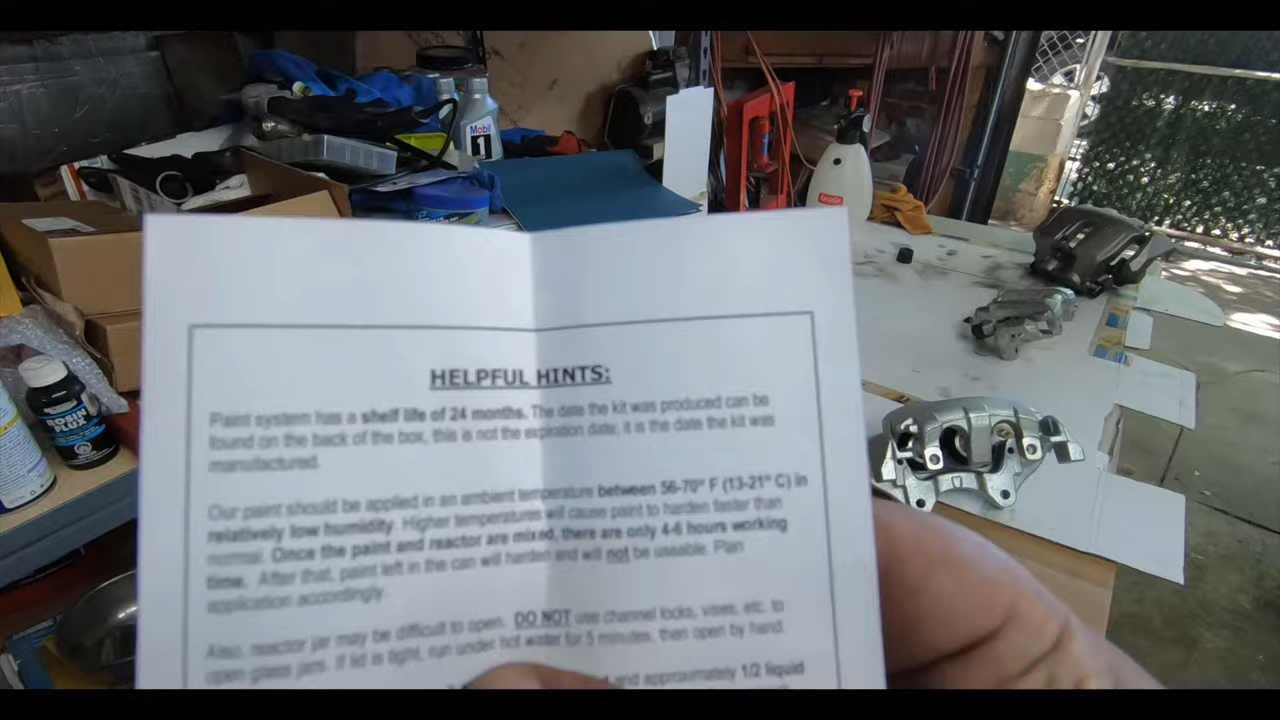 Mobil
1
ROSIN
FLUX
HELPFUL HINTS:
Paint system has a shelf life of 24 months. The date the kit was produced can be
found on the back of the box, this is not the expiration date, it is the date the kit was
manufactured.
Our paint should be applied in an ambient temperature between 56-70° F (13-21° C) in
relatively low humidity. Higher temperatures will cause paint to harden faster than
normal. Once the paint and reactor are mixed, there are only 4-6 hours working
time. After that, paint left in the can will harden and will not be useable. Plan
application accordingly.
Also, reactor jar may be difficult to open. DO NOT use channel locks, vises, etc. to
open glass jars. If lid is tight, run under hot water for 5 minutes, then open by hand.
and approximately 1/2 liquid